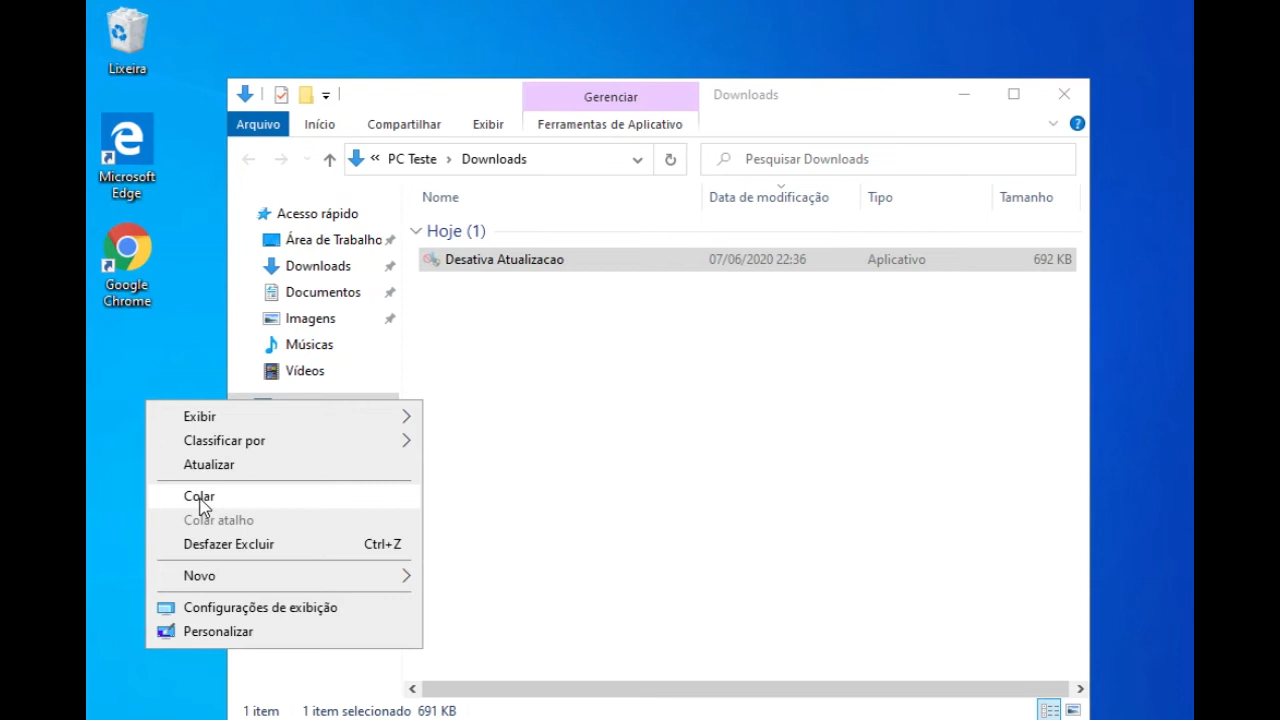 Lixeira
Microsoft
Edge
Google
Chrome
Gerenciar
Downloads
Arquivo
Início
Compartilhar
Exibir
Ferramentas de Aplicativo
« PC Teste › Downloads
Pesquisar Downloads
Nome
Data de modificação
Tipo
Tamanho
Acesso rápido
Área de Trabalho
Downloads
Documentos
Imagens
Músicas
Vídeos
Hoje (1)
Desativa Atualizacao
07/06/2020 22:36
Aplicativo
692 KB
Exibir
Classificar por
Atualizar
Colar
Colar atalho
Desfazer Excluir Ctrl+Z
Novo
Configurações de exibição
Personalizar
1 item
1 item selecionado 691 KB